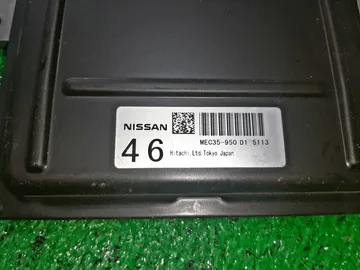 NISSAN
46
MEC35-950 D1 5113
Hitachi,Ltd.Tokyo Japan